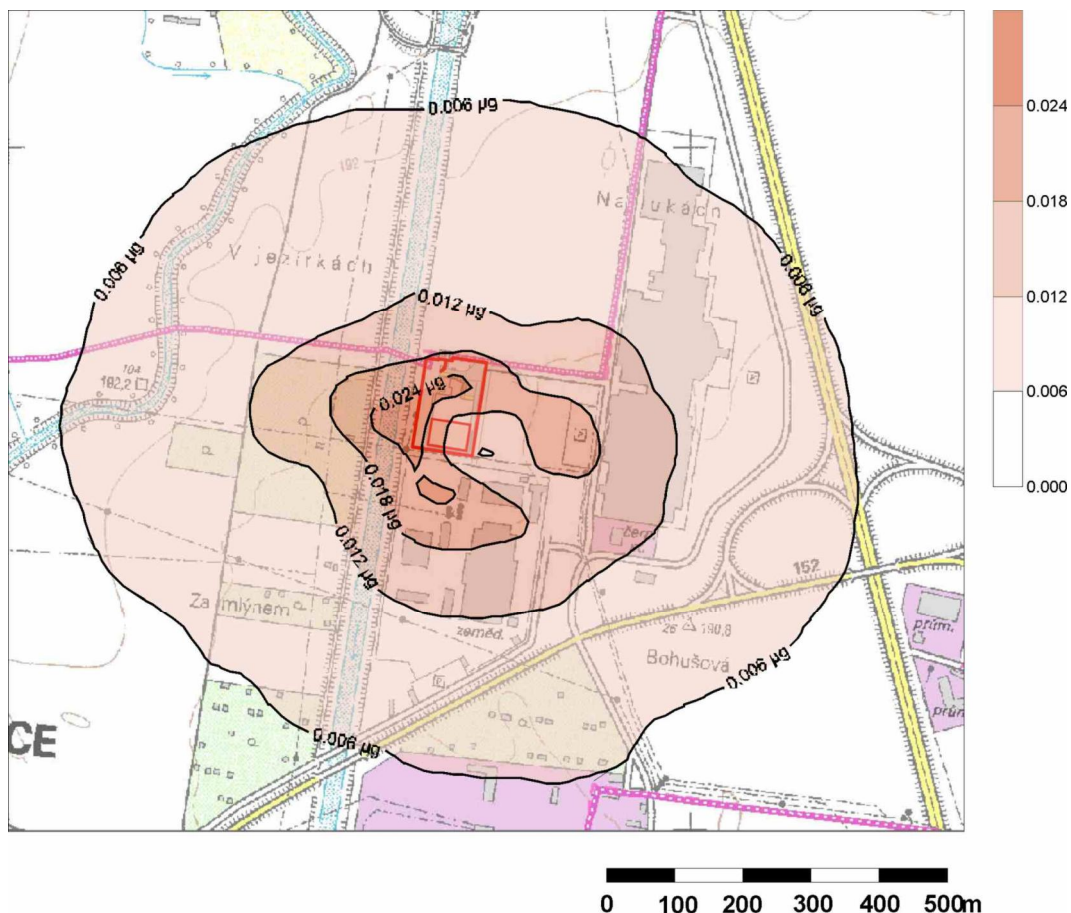 0.006 µg
0.024
0.018
0.012
0.006
0.000
Na lukách
0.006 µg
V jezírkách
0.006 µg
0.012 µg
104
182,2
0.024 µg
0.018 µg
0.012 µg
152
Za mlýnem
zeměd.
26 190,8
Bohušová
prům.
0.006 µg
prům.
CE
0.006 µg
0 100 200 300 400 500m